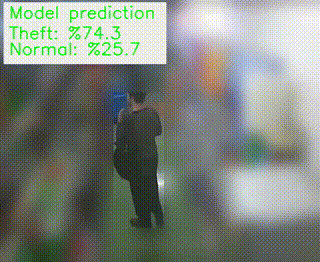 Model prediction
Theft: %74.3
Normal: %25.7